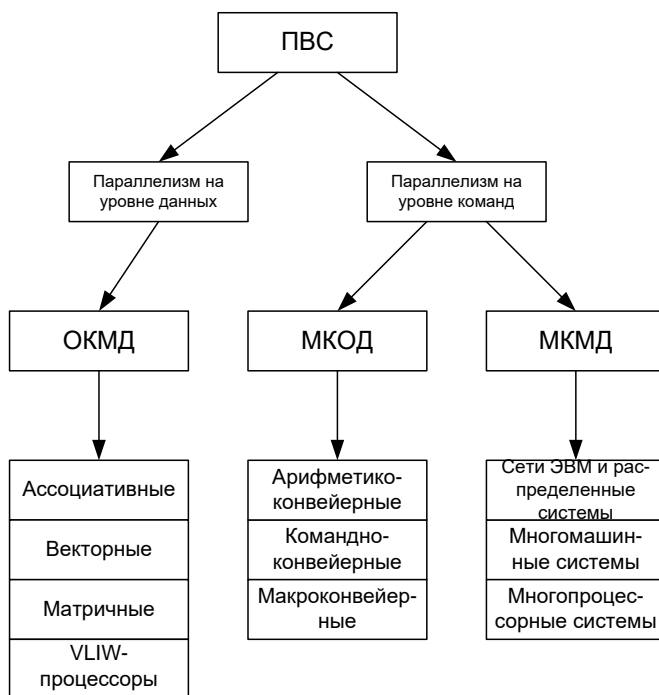 ПВС
Параллелизм на
уровне данных
Параллелизм на
уровне команд
ОКМД
МКОД
МКМД
Ассоциативные
Векторные
Матричные
VLIW-
процессоры
Арифметико-
конвейерные
Командно-
конвейерные
Макроконвейер-
ные
Сети ЭВМ и рас-
пределенные
системы
Многомашин-
ные системы
Многопроцес-
сорные системы